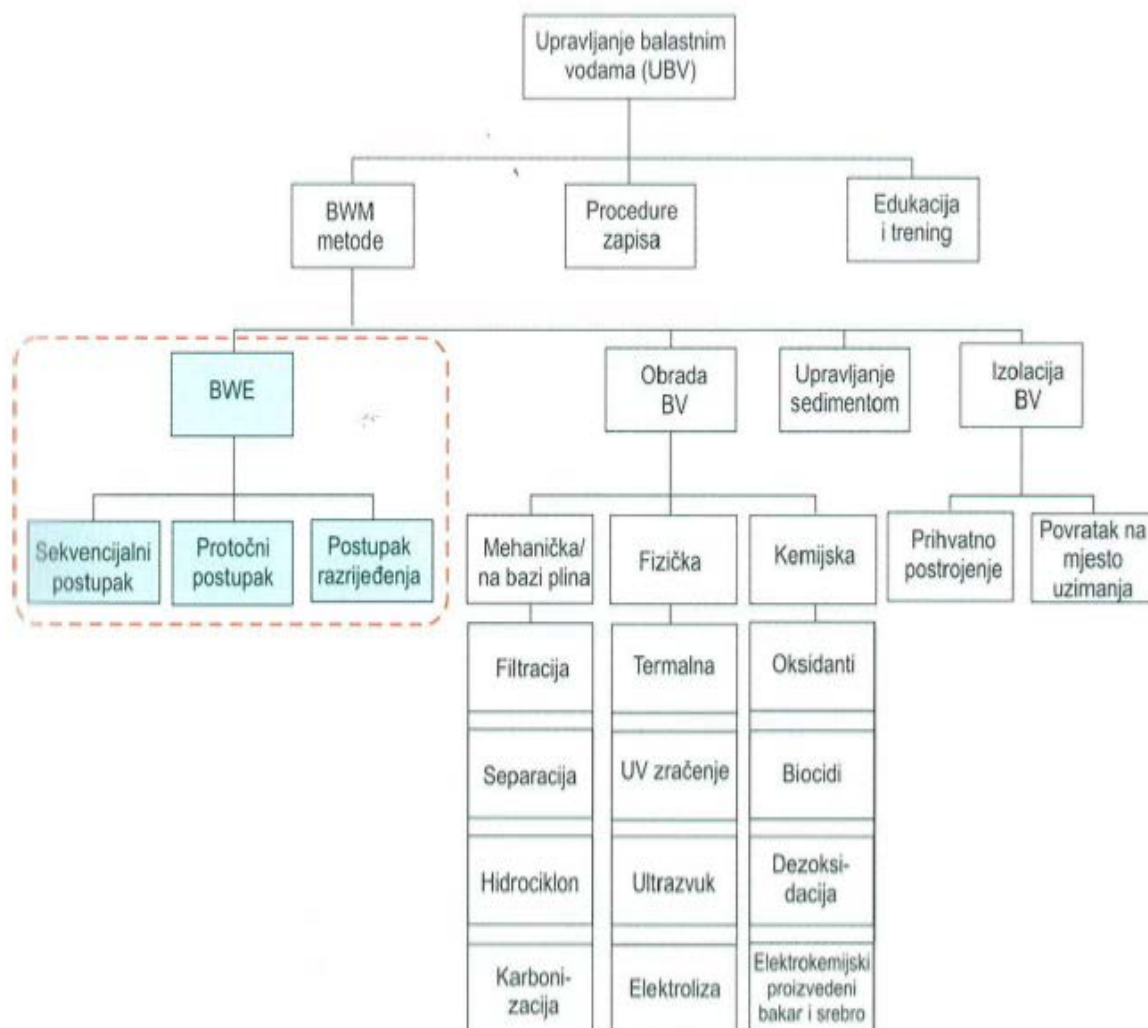 Upravljanje balastnim
vodama (UBV)
BWM
metode
Procedure
zapisa
Edukacija
i trening
BWE
Obrada
BV
Upravljanje
sedimentom
Izolacija
BV
Sekvencijalni
postupak
Protočni
postupak
Postupak
razrijeđenja
Mehanička/
na bazi plina
Fizička
Kemijska
Prihvatno
postrojenje
Povratak na
mjesto
uzimanja
Filtracija
Termalna
Oksidanti
Separacija
UV zračenje
Biocidi
Hidrociklon
Ultrazvuk
Dezoksi-
dacija
Karboni-
zacija
Elektroliza
Elektrokemijski
proizvedeni
bakar i srebro